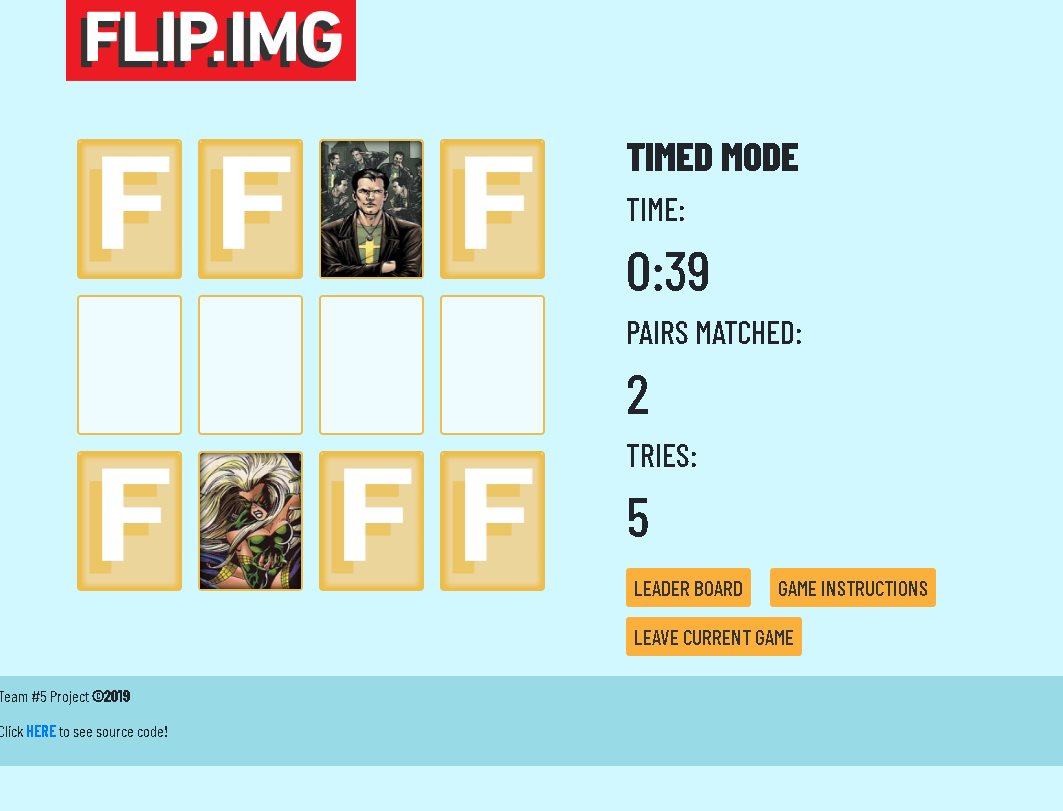 FLIP.IMG
F F F
F F F
TIMED MODE
TIME:
0:39
PAIRS MATCHED:
2
TRIES:
5
LEADER BOARD GAME INSTRUCTIONS
LEAVE CURRENT GAME
Team #5 Project ©2019
Click HERE to see source code!